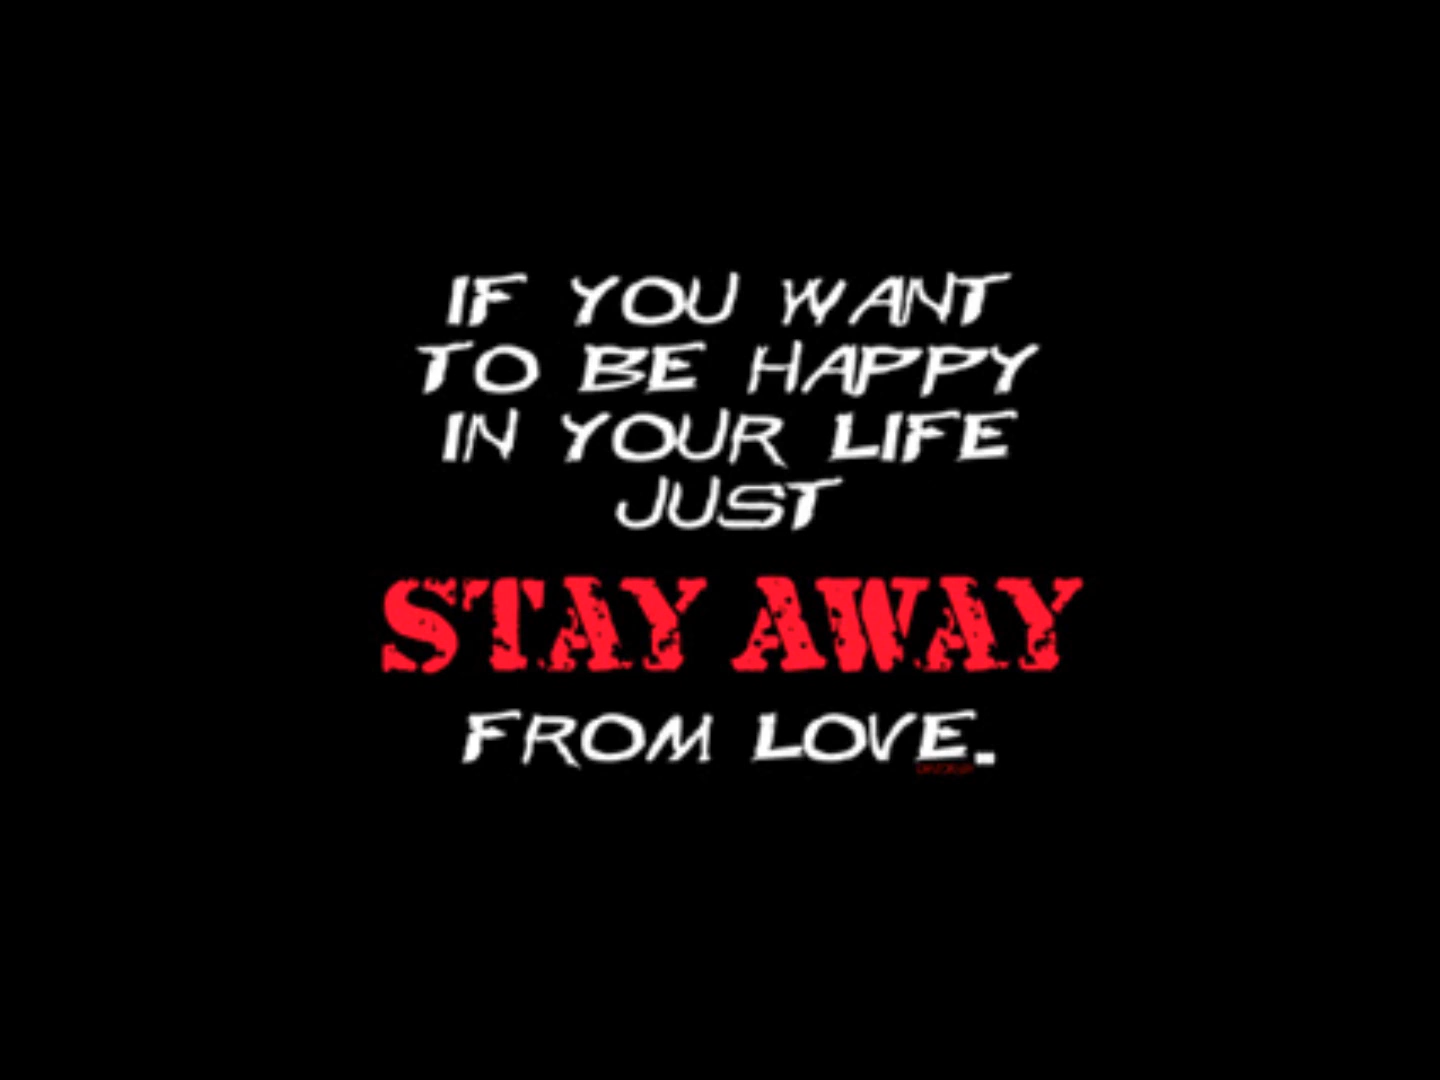 IF YOU WANT
TO BE HAPPY
IN YOUR LIFE
JUST
STAY AWAY
FROM LOVE.